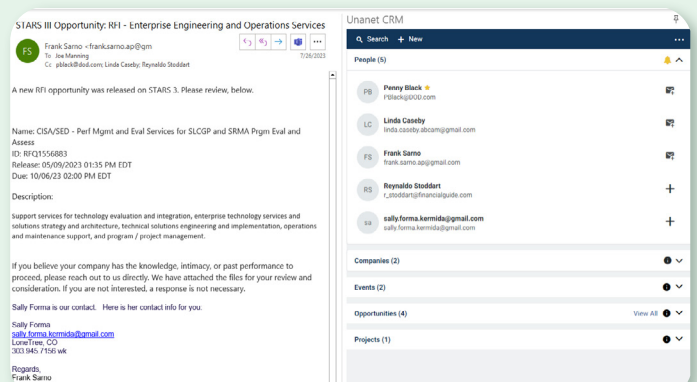 STARS III Opportunity: RFI - Enterprise Engineering and Operations Services
FS
Frank Sarno <frank.sarno.ap@gm
To Joe Manning
Cc pblack@dod.com; Linda Caseby; Reynaldo Stoddart
7/26/2023
A new RFI opportunity was released on STARS 3. Please review, below.
Name: CISA/SED - Perf Mgmt and Eval Services for SLCGP and SRMA Prgm Eval and
Assess
ID: RFQ1556883
Release: 05/09/2023 01:35 PM EDT
Due: 10/06/23 02:00 PM EDT
Description:
Support services for technology evaluation and integration, enterprise technology services and
solutions strategy and architecture, technical solutions engineering and implementation, operations
and maintenance support, and program / project management.
If you believe your company has the knowledge, intimacy, or past performance to
proceed, please reach out to us directly. We have attached the files for your review and
consideration. If you are not interested, a response is not necessary.
Sally Forma is our contact. Here is her contact info for you:
Sally Forma
sally.forma.kermida@gmail.com
LoneTree, CO
303 945 7156 wk
Regards,
Frank Sarno
Unanet CRM
Search + New
People (5)
PB
Penny Black
PBlack@DOD.com
LC
Linda Caseby
linda.caseby.abcam@gmail.com
FS
Frank Sarno
frank.sarno.ap@gmail.com
RS
Reynaldo Stoddart
r_stoddart@financialguide.com
sa
sally.forma.kermida@gmail.com
sally.forma.kermida@gmail.com
Companies (2)
Events (2)
Opportunities (4)
View All
Projects (1)